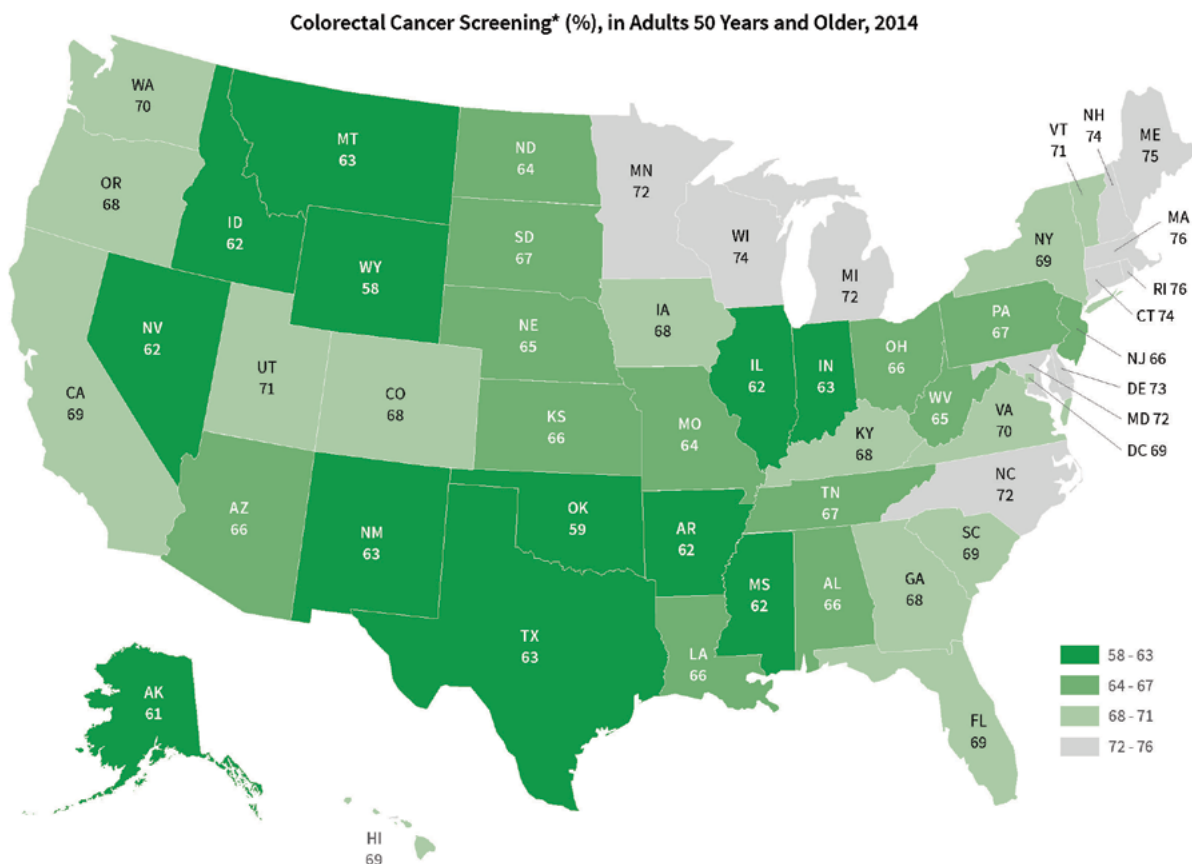 Colorectal Cancer Screening* (%), in Adults 50 Years and Older, 2014
WA
70
OR
68
CA
69
ID
62
NV
62
MT
63
WY
58
UT
71
CO
68
AZ
66
NM
63
ND
64
SD
67
NE
65
KS
66
OK
59
TX
63
MN
72
IA
68
MO
64
AR
62
LA
66
WI
74
IL
62
MS
62
MI
72
IN
63
OH
66
KY
68
TN
67
AL
66
WV
65
VA
70
NC
72
SC
69
GA
68
FL
69
PA
67
NY
69
VT
71
NH
74
ME
75
MA
76
RI 76
CT 74
NJ 66
DE 73
MD 72
DC 69
AK
61
HI
69
58 - 63
64 - 67
68 - 71
72 - 76